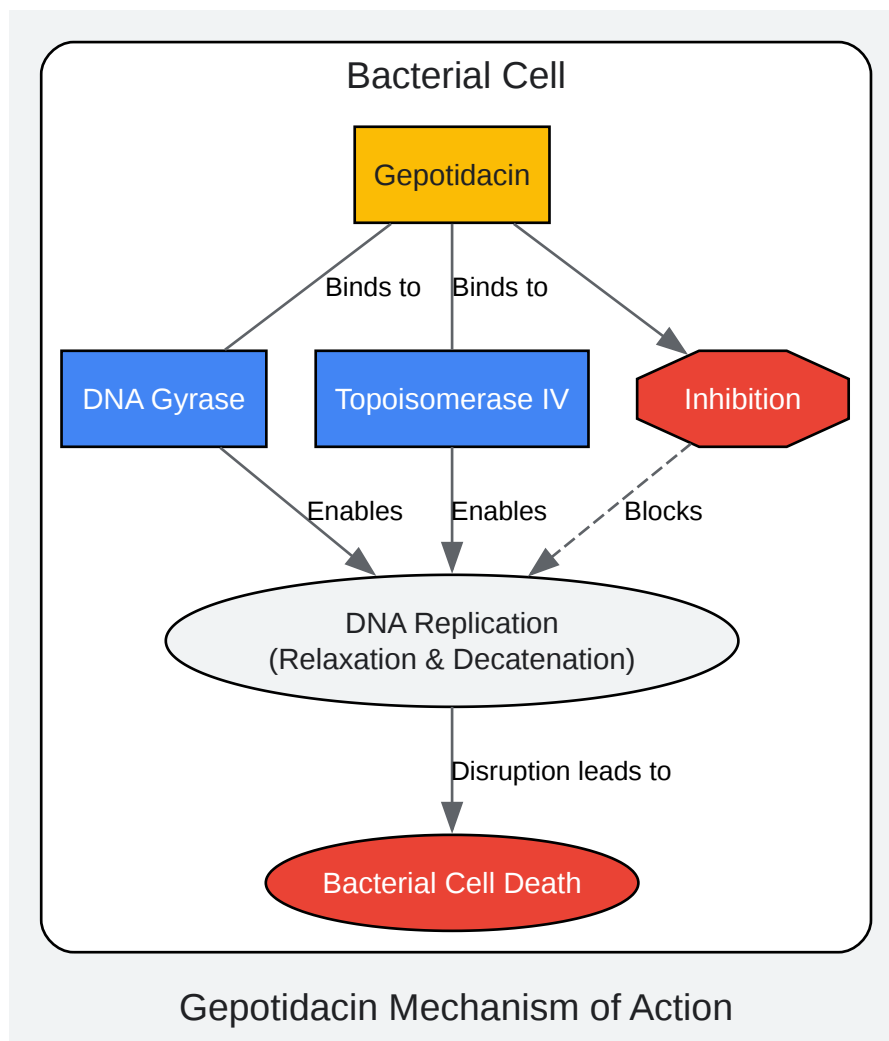 Bacterial Cell
Gepotidacin
Binds to
Binds to
DNA Gyrase
Topoisomerase IV
Inhibition
Enables
Enables
Blocks
DNA Replication
(Relaxation & Decatenation)
Disruption leads to
Bacterial Cell Death
Gepotidacin Mechanism of Action